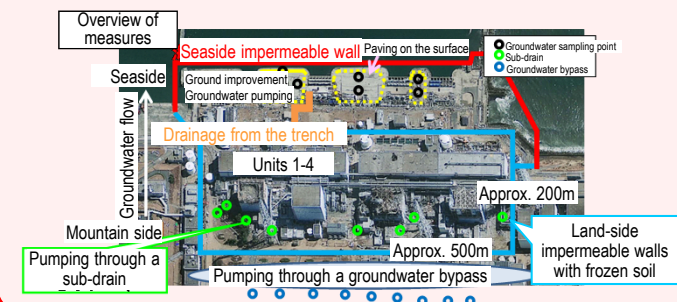 Overview of
measures
Seaside impermeable wall
Paving on the surface
Groundwater sampling point
Sub-drain
Groundwater bypass
Seaside
Ground improvement
Groundwater pumping
Groundwater flow
Drainage from the trench
Units 1-4
Approx. 200m
Mountain side
Approx. 500m
Land-side
impermeable walls
with frozen soil
Pumping through a
sub-drain
Pumping through a groundwater bypass